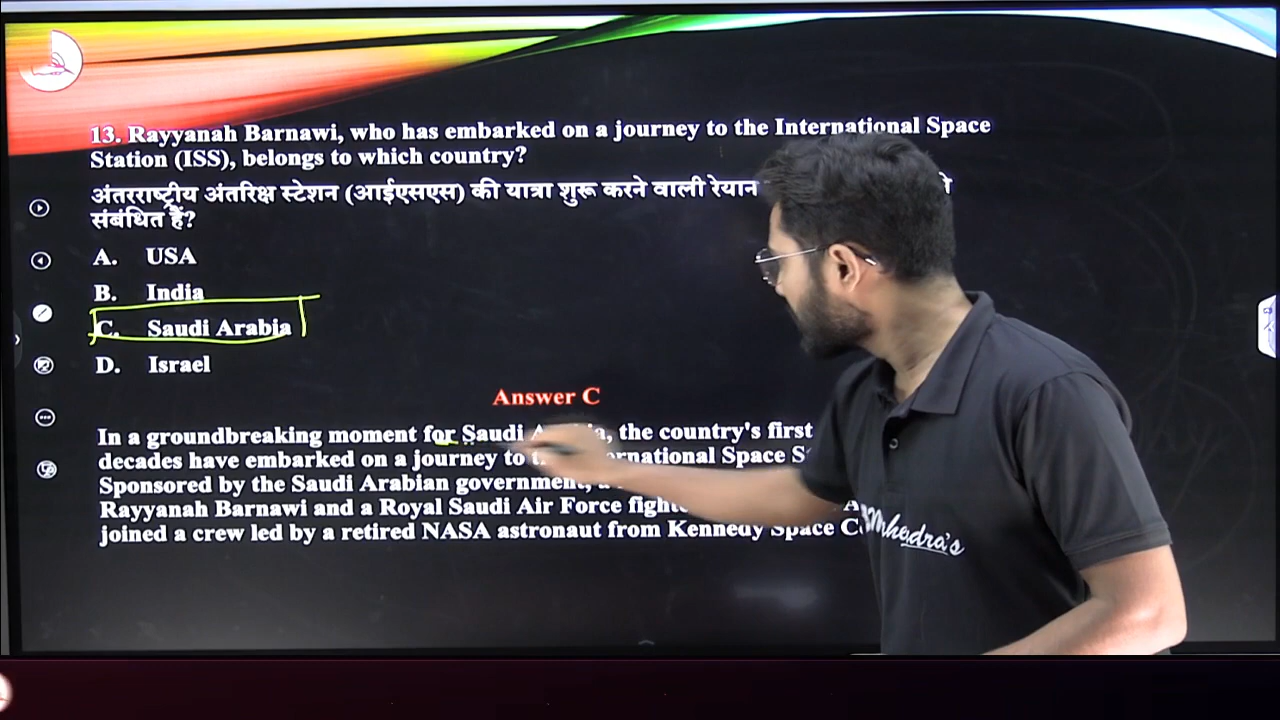 13. Rayyanah Barnawi, who has embarked on a journey to the International Space
Station (ISS), belongs to which country?
अंतरराष्ट्रीय अंतरिक्ष स्टेशन (आईएसएस) की यात्रा शुरू करने वाली रेयान
संबंधित हैं?
A. USA
B. India
C. Saudi Arabia
D. Israel
Answer C
In a groundbreaking moment for Saudi the country's first
decades have embarked on a journey to Space
Sponsored by the Saudi Arabian government,
Rayyanah Barnawi and a Royal Saudi Air Force
joined a crew led by a retired NASA astronaut from Kennedy Space